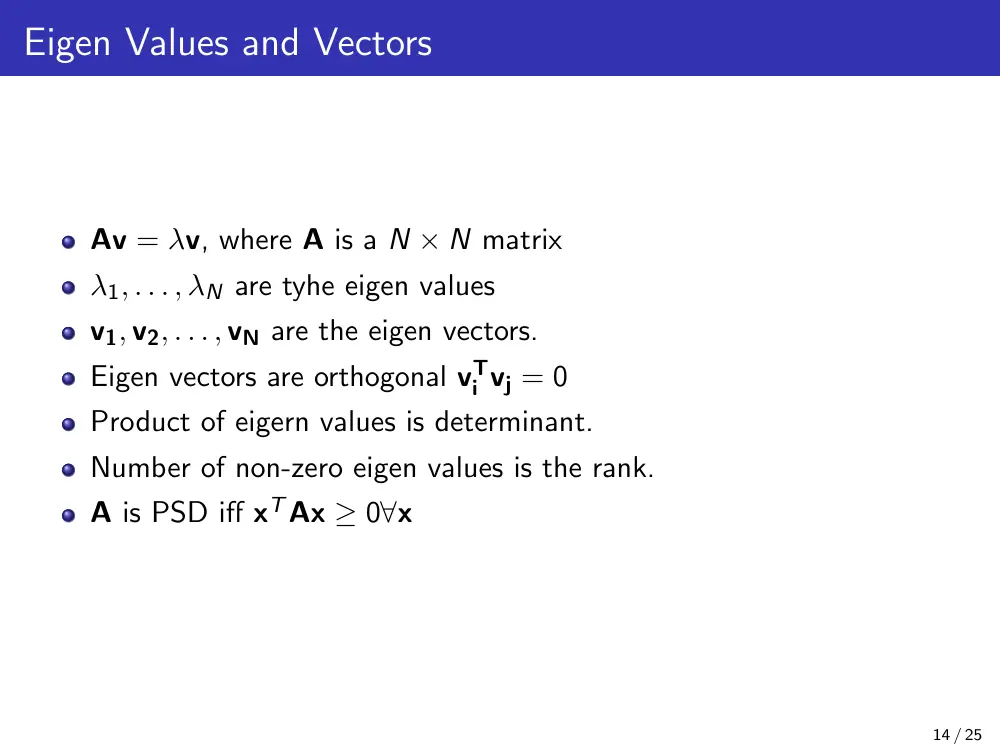 Eigen Values and Vectors
Av = λv, where A is a N × N matrix
λ1, . . . , λN are tyhe eigen values
v1, v2, . . . , vN are the eigen vectors.
Eigen vectors are orthogonal viTvj = 0
Product of eigern values is determinant.
Number of non-zero eigen values is the rank.
A is PSD iff xTAx ≥ 0∀x
14 / 25